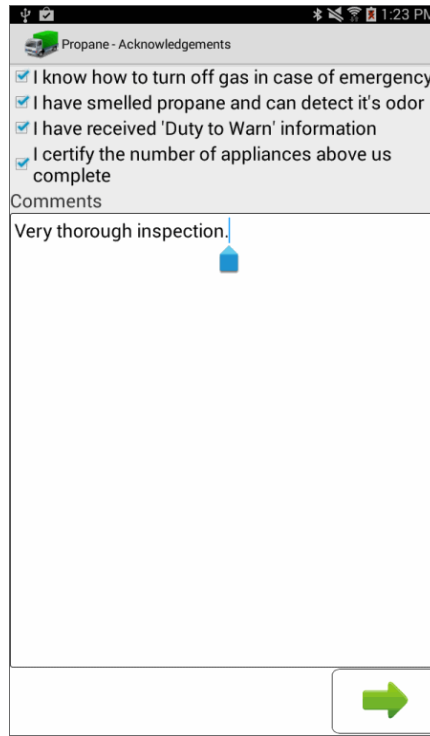 1:23 PM
Propane - Acknowledgements
I know how to turn off gas in case of emergency
I have smelled propane and can detect it's odor
I have received 'Duty to Warn' information
I certify the number of appliances above us
complete
Comments
Very thorough inspection.